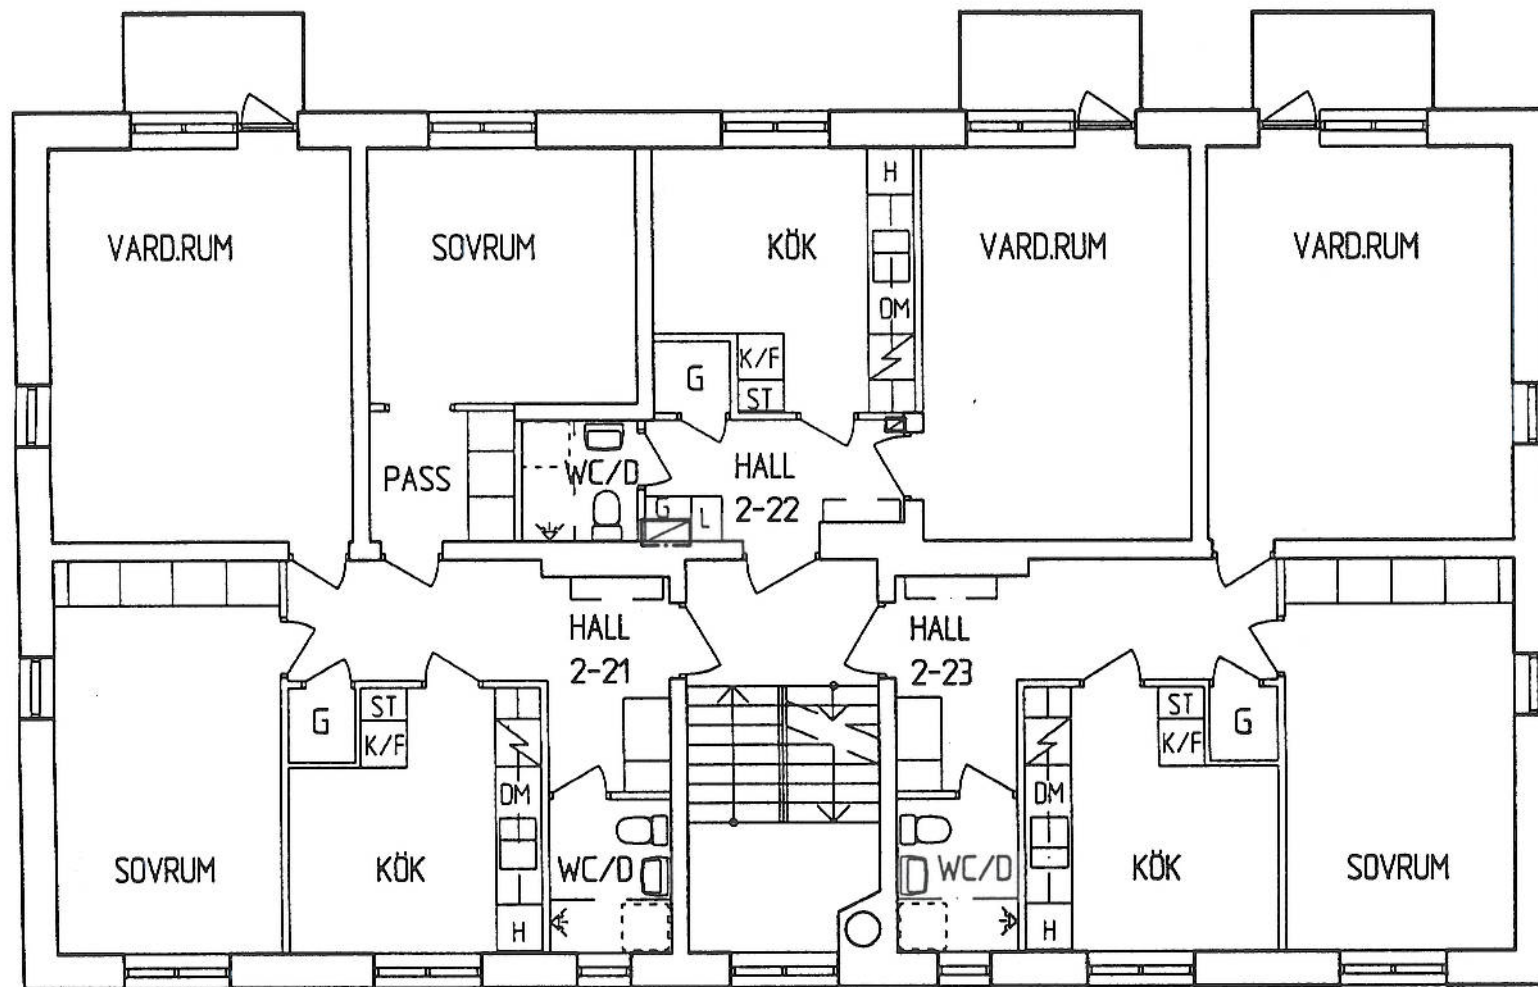 H
VARD.RUM
SOVRUM
KÖK
VARD.RUM
VARD.RUM
DM
K/F
G
ST
PASS
WC/D
HALL
2-22
G
L
HALL
2-21
HALL
2-23
G
ST
K/F
ST
K/F
G
DM
DM
SOVRUM
KÖK
WC/D
WC/D
KÖK
SOVRUM
H
H